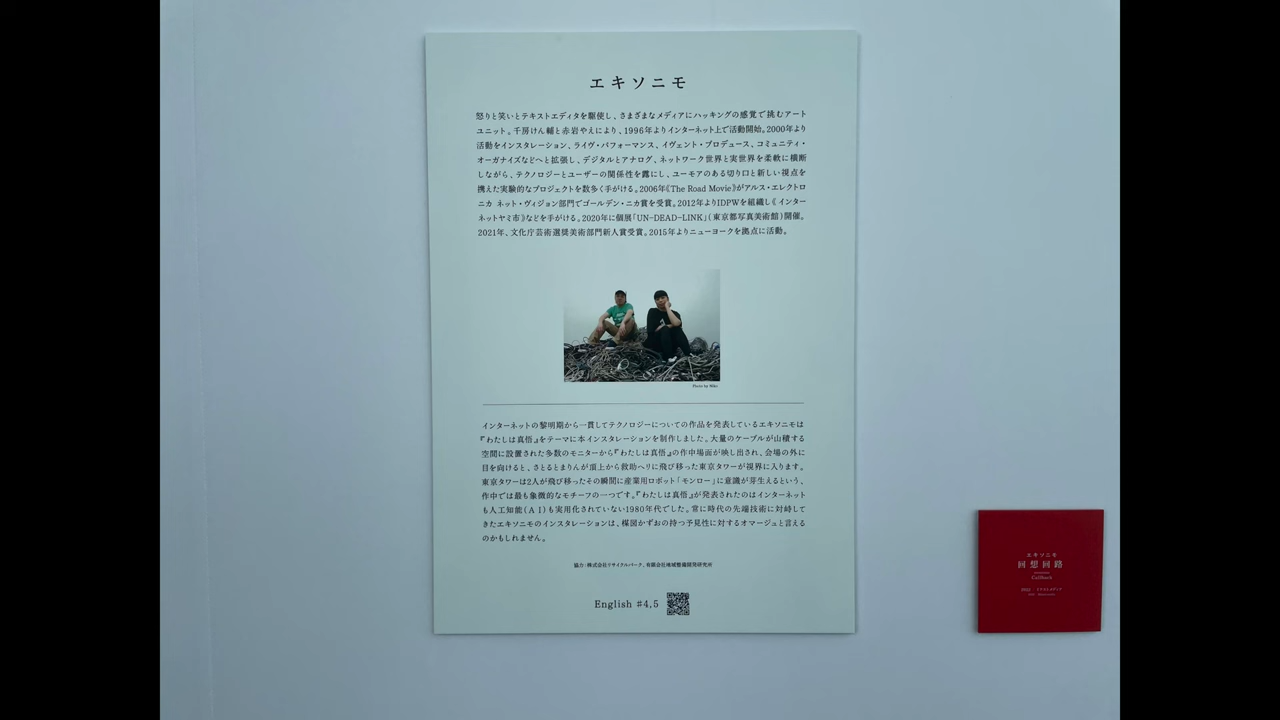 エキソニモ
怒りと笑いとテキストエディタを駆使し、さまざまなメディアにハッキングの感覚で挑むアート
ユニット。千房けん輔と赤岩やえにより、1996年よりインターネット上で活動開始。2000年より
活動をインスタレーション、ライヴ・パフォーマンス、イヴェント・プロデュース、コミュニティ・
オーガナイズなどへと拡張し、デジタルとアナログ、ネットワーク世界と実世界を柔軟に横断
しながら、テクノロジーとユーザーの関係性を露にし、ユーモアのある切り口と新しい視点を
携えた実験的なプロジェクトを数多く手がける。2006年《The Road Movie》がアルス・エレクトロ
ニカ ネット・ヴィジョン部門でゴールデン・ニカ賞を受賞。2012年よりIDPWを組織し《インター
ネットヤミ市》などを手がける。2020年に個展「UN-DEAD-LINK」（東京都写真美術館）開催。
2021年、文化庁芸術選奨美術部門新人賞受賞。2015年よりニューヨークを拠点に活動。
Photo by Niko
インターネットの黎明期から一貫してテクノロジーについての作品を発表しているエキソニモは
『わたしは真悟』をテーマに本インスタレーションを制作しました。大量のケーブルが山積する
空間に設置された多数のモニターから『わたしは真悟』の作中場面が映し出され、会場の外に
目を向けると、さとるとまりんが頂上から救助ヘリに飛び移った東京タワーが視界に入ります。
東京タワーは2人が飛び移ったその瞬間に産業用ロボット「モンロー」に意識が芽生えるという、
作中では最も象徴的なモチーフの一つです。『わたしは真悟』が発表されたのはインターネット
も人工知能（AI）も実用化されていない1980年代でした。常に時代の先端技術に対峙して
きたエキソニモのインスタレーションは、楳図かずおの持つ予見性に対するオマージュと言える
のかもしれません。
協力：株式会社リサイクルパーク、有限会社地域整備開発研究所
English #4,5
エキソニモ
回想回路